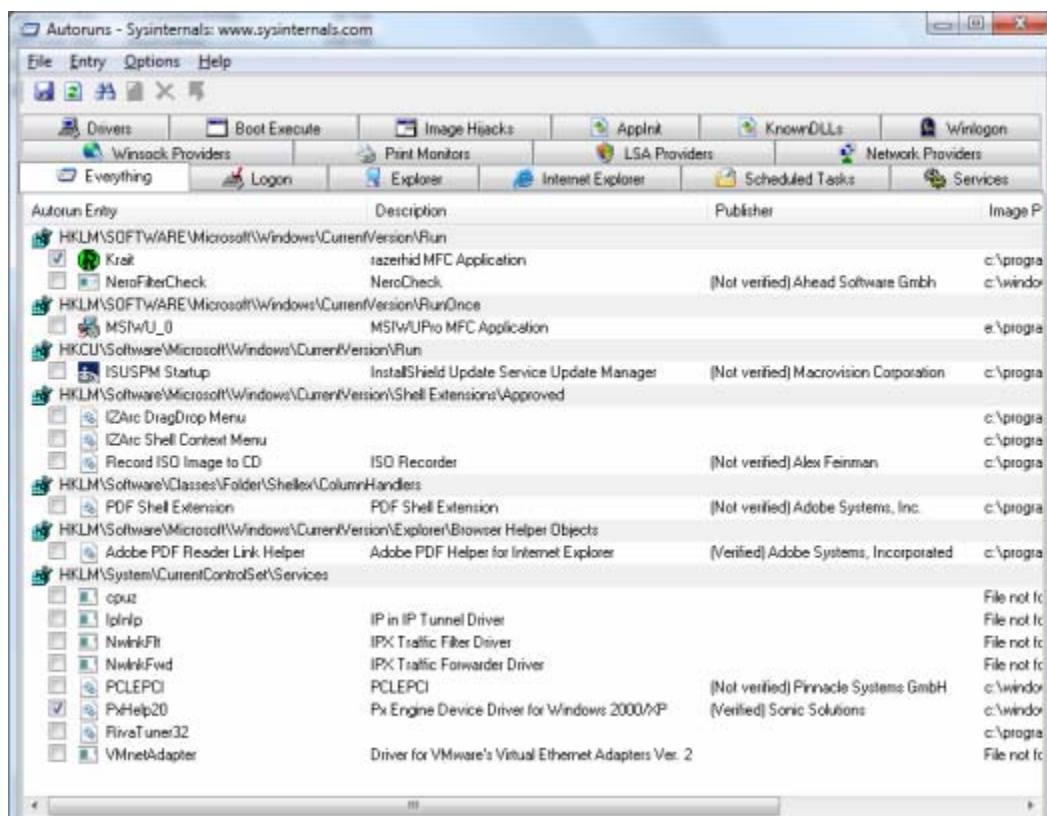 Autoruns - Sysinternals: www.sysinternals.com
File Entry Options Help
Drivers Boot Execute Image Hijacks AppInit KnownDLLs Winlogon
Winsock Providers Print Monitors LSA Providers Network Providers
Everything Logon Explorer Internet Explorer Scheduled Tasks Services
Autorun Entry Description Publisher Image P
HKLM\SOFTWARE\Microsoft\Windows\CurrentVersion\Run
Krait razerhid MFC Application c:\progra
NeroFilterCheck NeroCheck (Not verified) Ahead Software Gmbh c:\windo
HKLM\SOFTWARE\Microsoft\Windows\CurrentVersion\RunOnce
MSIWU_0 MSIWUPro MFC Application e:\progra
HKCU\Software\Microsoft\Windows\CurrentVersion\Run
ISUSPM Startup InstallShield Update Service Update Manager (Not verified) Macrovision Corporation c:\progra
HKLM\Software\Microsoft\Windows\CurrentVersion\Shell Extensions\Approved
IZArc DragDrop Menu c:\progra
IZArc Shell Context Menu c:\progra
Record ISO Image to CD ISO Recorder (Not verified) Alex Feinman c:\progra
HKLM\Software\Classes\Folder\Shellex\ColumnHandlers
PDF Shell Extension PDF Shell Extension (Not verified) Adobe Systems, Inc. c:\progra
HKLM\Software\Microsoft\Windows\CurrentVersion\Explorer\Browser Helper Objects
Adobe PDF Reader Link Helper Adobe PDF Helper for Internet Explorer (Verified) Adobe Systems, Incorporated c:\progra
HKLM\System\CurrentControlSet\Services
cpuz File not fo
IpInIp IP in IP Tunnel Driver File not fo
NwlnkFlt IPX Traffic Filter Driver File not fo
NwlnkFwd IPX Traffic Forwarder Driver File not fo
PCLEPCI PCLEPCI (Not verified) Pinnacle Systems GmbH c:\windo
PxHelp20 Px Engine Device Driver for Windows 2000/XP (Verified) Sonic Solutions c:\windo
RivaTuner32 c:\progra
VMnetAdapter Driver for VMware's Virtual Ethernet Adapters Ver. 2 File not fo